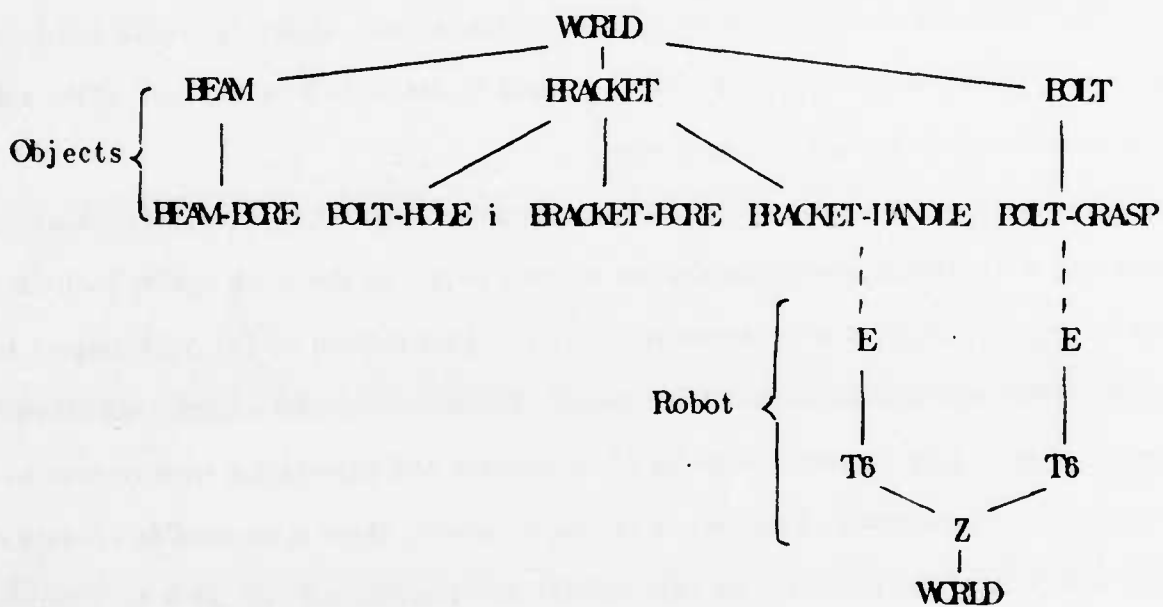 WORLD
BEAM BRACKET BOLT
Objects
BEAM-BORE BOLT-HOLE i BRACKET-BORE BRACKET-HANDLE BOLT-GRASP
E E
Robot
T6 T6
Z
WORLD